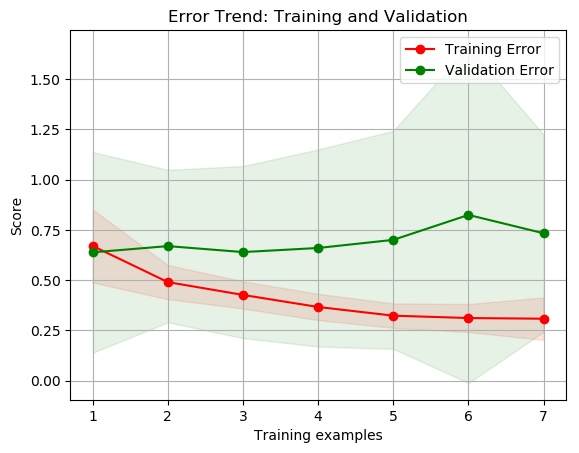 Error Trend: Training and Validation
Training Error
Validation Error
Score
1.50
1.25
1.00
0.75
0.50
0.25
0.00
1 2 3 4 5 6 7
Training examples